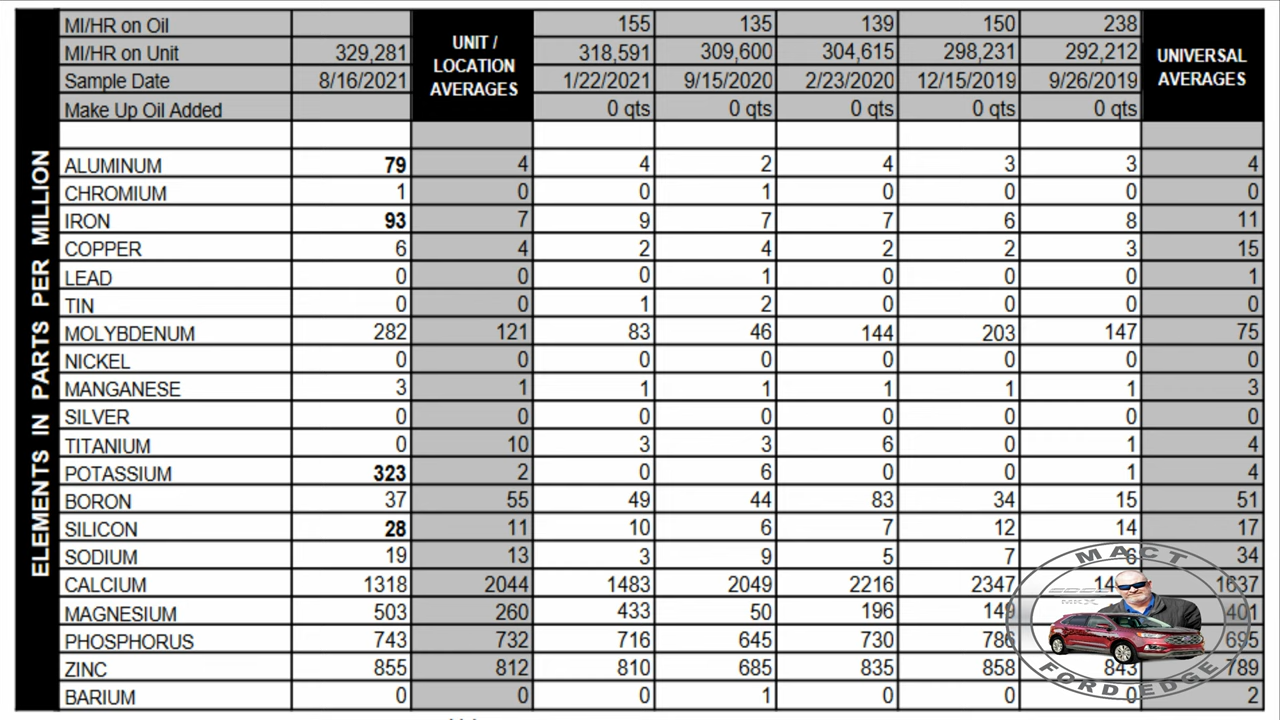 MI/HR on Oil 155 135 139 150 238
MI/HR on Unit 329,281 UNIT / LOCATION AVERAGES 318,591 309,600 304,615 298,231 292,212 UNIVERSAL AVERAGES
Sample Date 8/16/2021 1/22/2021 9/15/2020 2/23/2020 12/15/2019 9/26/2019
Make Up Oil Added 0 qts 0 qts 0 qts 0 qts 0 qts
ELEMENTS IN PARTS PER MILLION
ALUMINUM 79 4 4 2 4 3 3 4
CHROMIUM 1 0 0 1 0 0 0 0
IRON 93 7 9 7 7 6 8 11
COPPER 6 4 2 4 2 2 3 15
LEAD 0 0 0 1 0 0 0 1
TIN 0 0 1 2 0 0 0 0
MOLYBDENUM 282 121 83 46 144 203 147 75
NICKEL 0 0 0 0 0 0 0 0
MANGANESE 3 1 1 1 1 1 1 3
SILVER 0 0 0 0 0 0 0 0
TITANIUM 0 10 3 3 6 0 1 4
POTASSIUM 323 2 0 6 0 0 1 4
BORON 37 55 49 44 83 34 15 51
SILICON 28 11 10 6 7 12 14 17
SODIUM 19 13 3 9 5 7 6 34
CALCIUM 1318 2044 1483 2049 2216 2347 1637
MAGNESIUM 503 260 433 50 196 149 401
PHOSPHORUS 743 732 716 645 730 786 695
ZINC 855 812 810 685 835 858 843 789
BARIUM 0 0 0 1 0 0 0 2
MACT
FORD EDGE